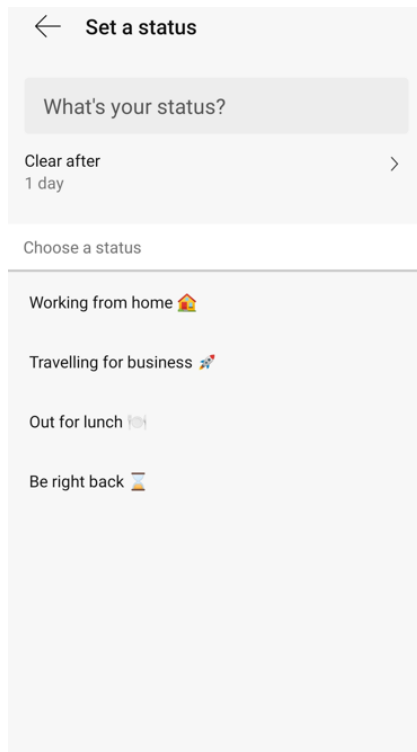 Set a status
What's your status?
Clear after
1 day
Choose a status
Working from home 🏠
Travelling for business 🚀
Out for lunch 🍽️
Be right back ⌛